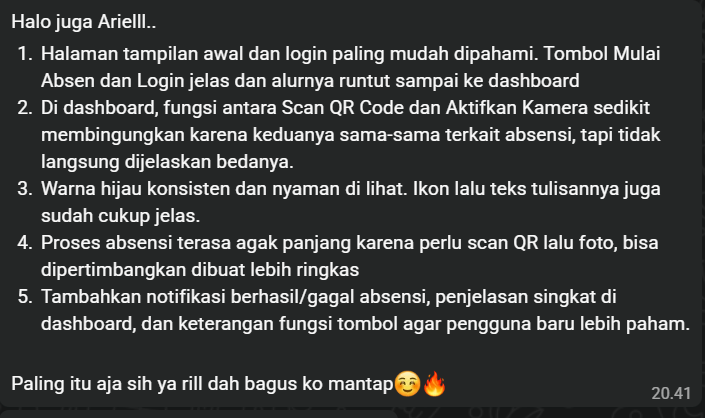 Halo juga Arielll..
1. Halaman tampilan awal dan login paling mudah dipahami. Tombol Mulai
Absen dan Login jelas dan alurnya runtut sampai ke dashboard
2. Di dashboard, fungsi antara Scan QR Code dan Aktifkan Kamera sedikit
membingungkan karena keduanya sama-sama terkait absensi, tapi tidak
langsung dijelaskan bedanya.
3. Warna hijau konsisten dan nyaman di lihat. Ikon lalu teks tulisannya juga
sudah cukup jelas.
4. Proses absensi terasa agak panjang karena perlu scan QR lalu foto, bisa
dipertimbangkan dibuat lebih ringkas
5. Tambahkan notifikasi berhasil/gagal absensi, penjelasan singkat di
dashboard, dan keterangan fungsi tombol agar pengguna baru lebih paham.
Paling itu aja sih ya rill dah bagus ko mantap☺️🔥
20.41